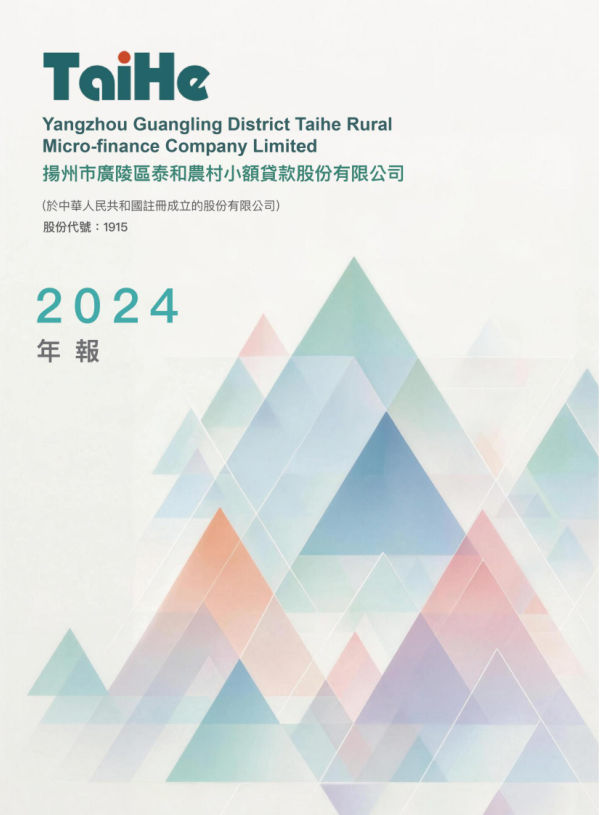 TaiHe
Yangzhou Guangling District Taihe Rural
Micro-finance Company Limited
揚州市廣陵區泰和農村小額貸款股份有限公司
(於中華人民共和國註冊成立的股份有限公司)
股份代號：1915
2024
年報